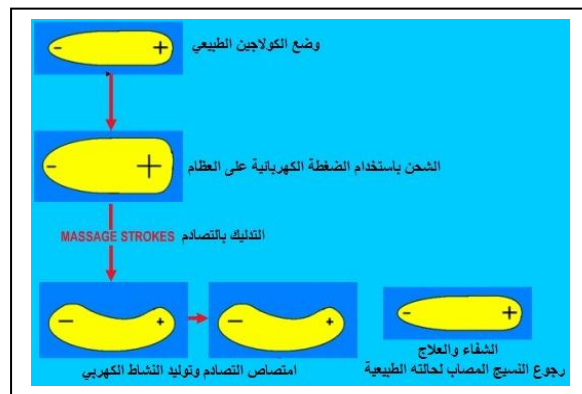 وضع الكولاجين الطبيعي
- +
الشحن باستخدام الضغطة الكهربائية على العظام
- +
MASSAGE STROKES التدليك بالتصادم
- +
- +
- +
امتصاص التصادم وتوليد النشاط الكهربي
الشفاء والعلاج
رجوع النسيج المصاب لحالته الطبيعية